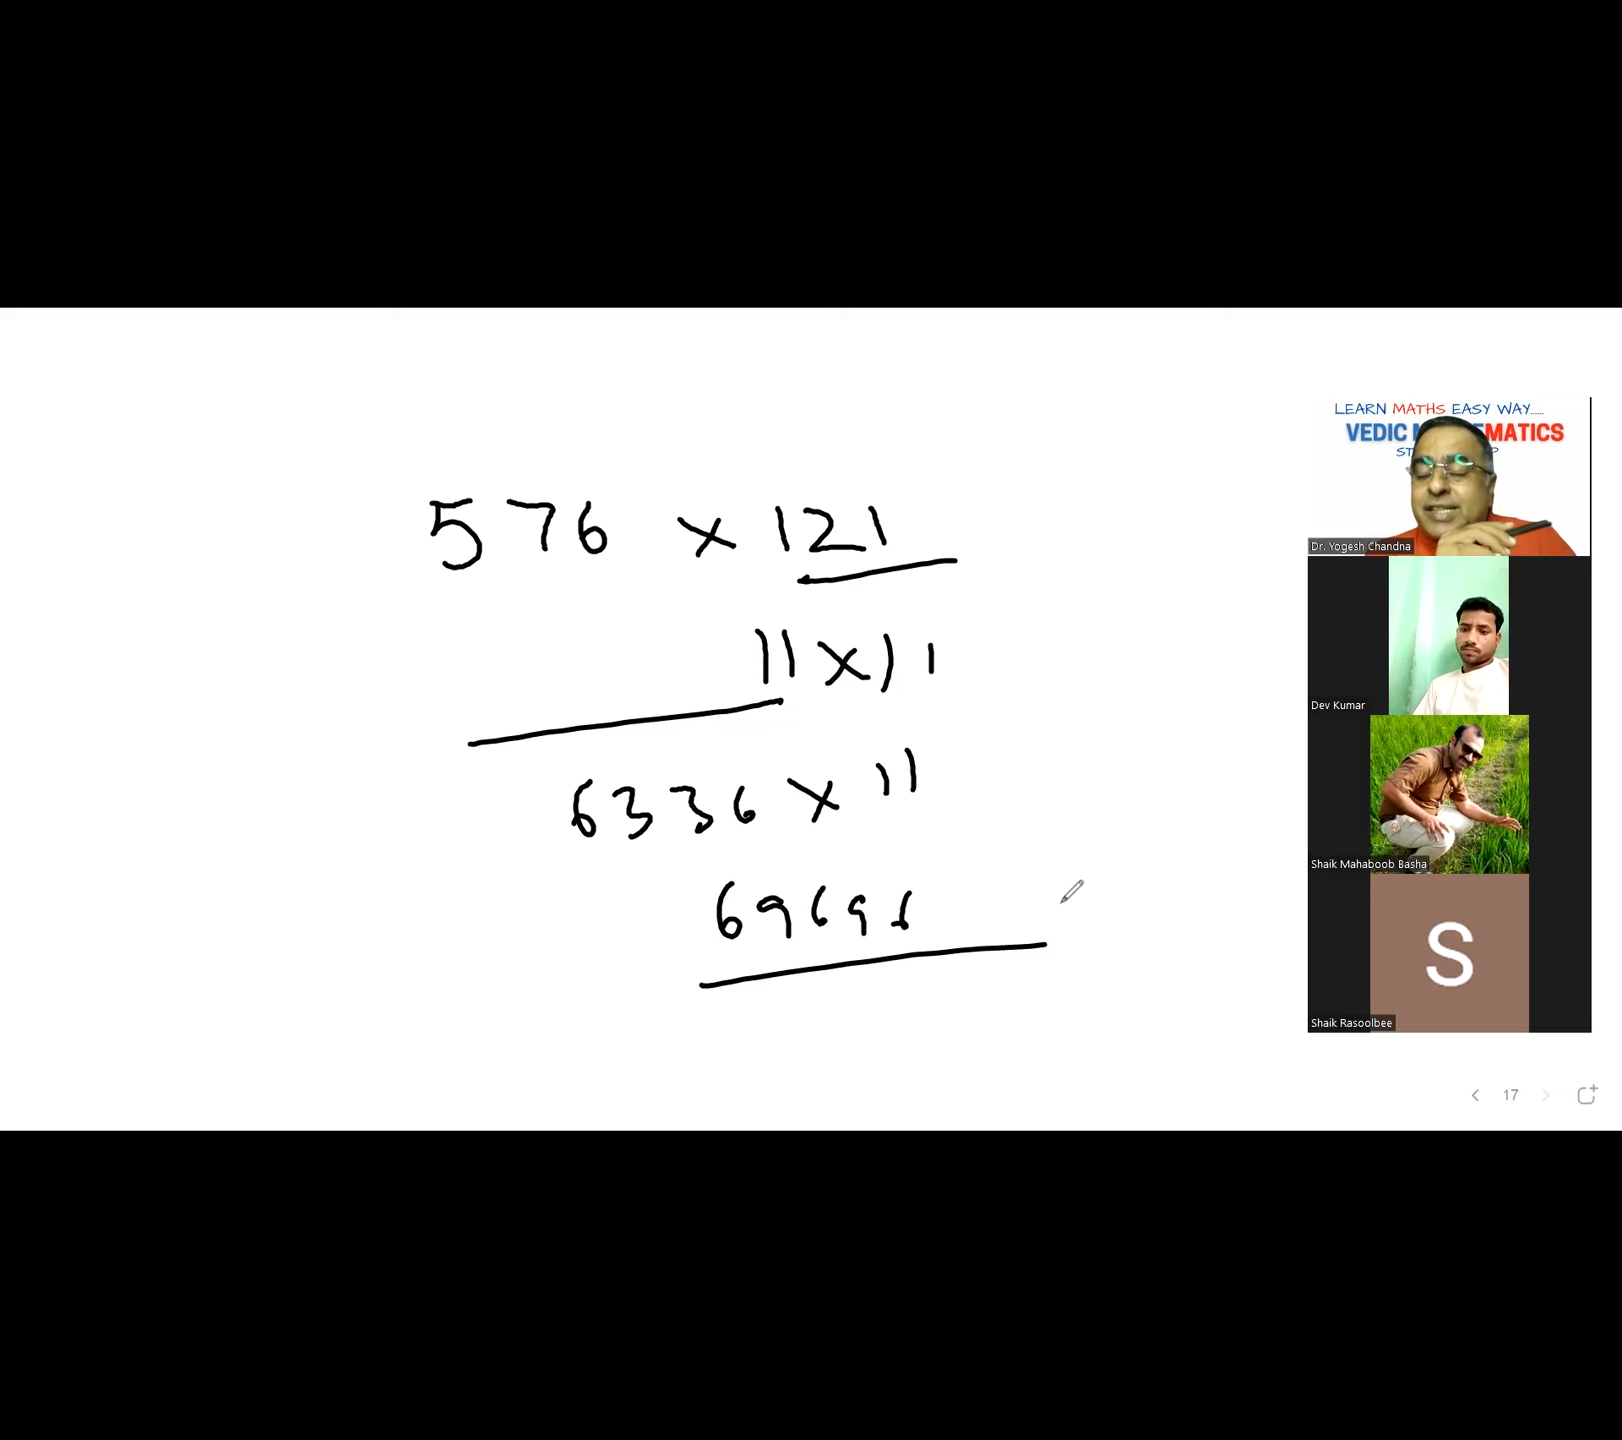 576 x 121
11 x 11
6336 x 11
69696
LEARN MATHS EASY WAY.....
VEDIC MATICS
Dr. Yogesh Chandna
Dev Kumar
Shaik Mahaboob Basha
S
Shaik Rasoolbee
17